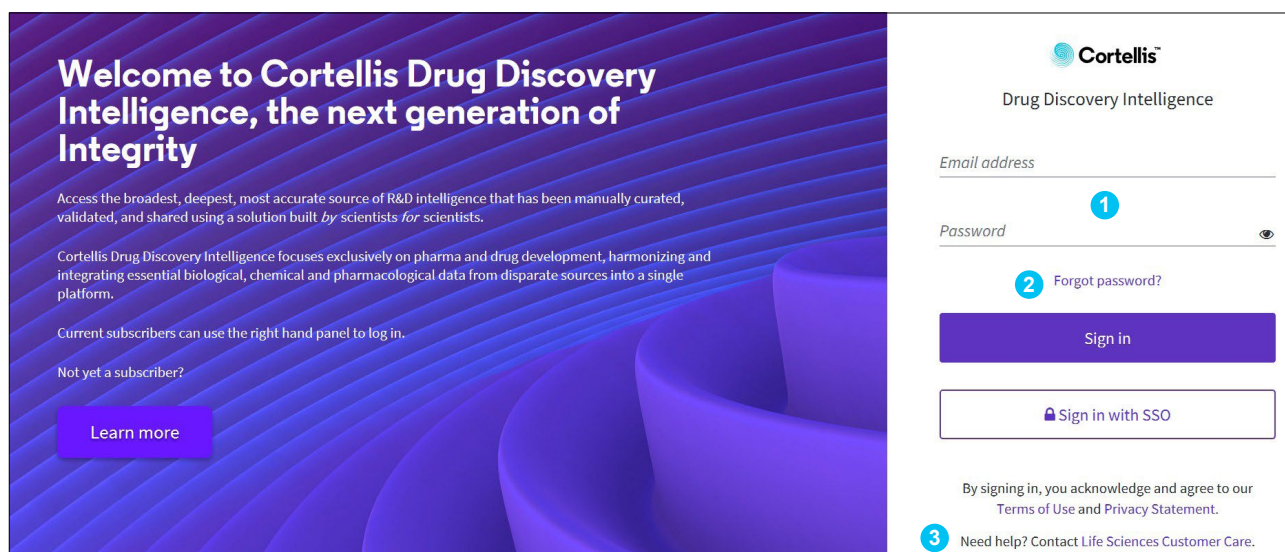 Welcome to Cortellis Drug Discovery
Intelligence, the next generation of
Integrity
Access the broadest, deepest, most accurate source of R&D intelligence that has been manually curated,
validated, and shared using a solution built by scientists for scientists.
Cortellis Drug Discovery Intelligence focuses exclusively on pharma and drug development, harmonizing and
integrating essential biological, chemical and pharmacological data from disparate sources into a single
platform.
Current subscribers can use the right hand panel to log in.
Not yet a subscriber?
Learn more
Cortellis™
Drug Discovery Intelligence
Email address
1
Password
2 Forgot password?
Sign in
Sign in with SSO
By signing in, you acknowledge and agree to our
Terms of Use and Privacy Statement.
3 Need help? Contact Life Sciences Customer Care.